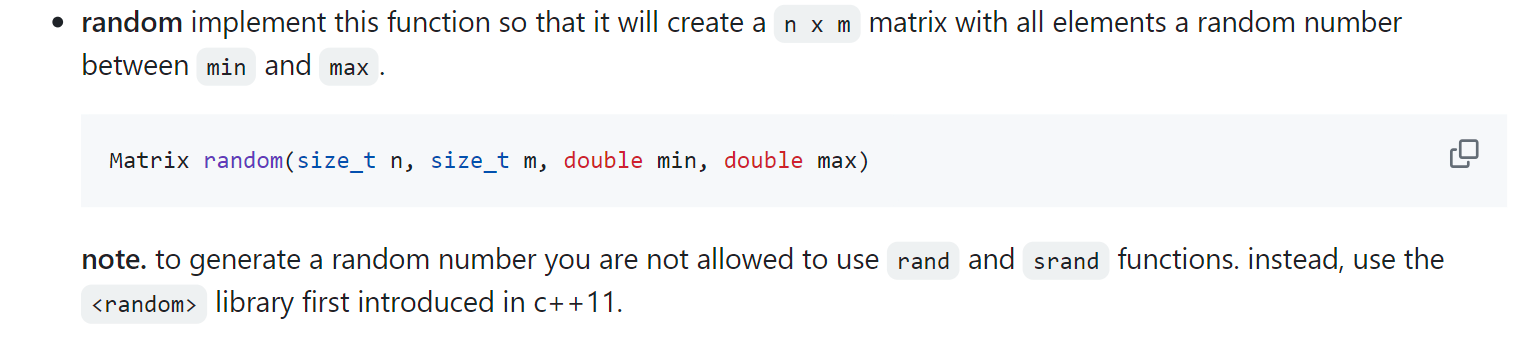 random implement this function so that it will create a n x m matrix with all elements a random number
between min and max.
Matrix random(size_t n, size_t m, double min, double max)
note. to generate a random number you are not allowed to use rand and srand functions. instead, use the
<random> library first introduced in c++11.